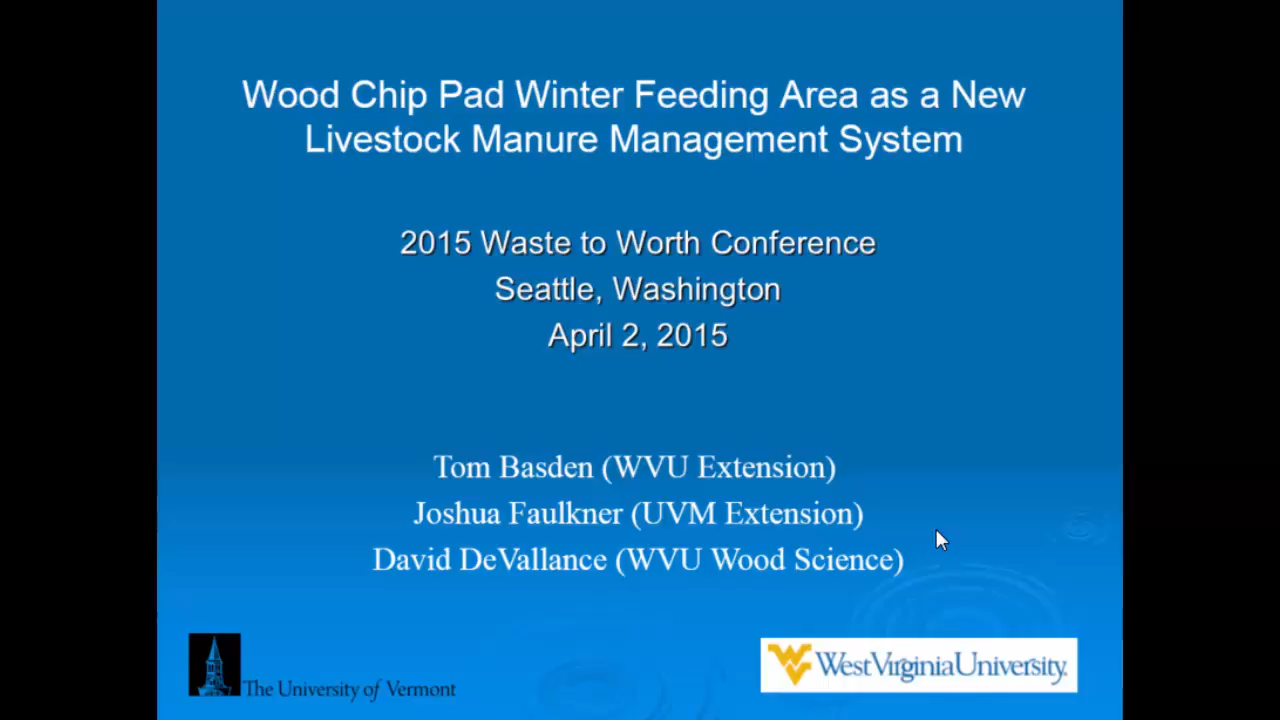 Wood Chip Pad Winter Feeding Area as a New
Livestock Manure Management System
2015 Waste to Worth Conference
Seattle, Washington
April 2, 2015
Tom Basden (WVU Extension)
Joshua Faulkner (UVM Extension)
David DeVallance (WVU Wood Science)
The University of Vermont
WestVirginiaUniversity.